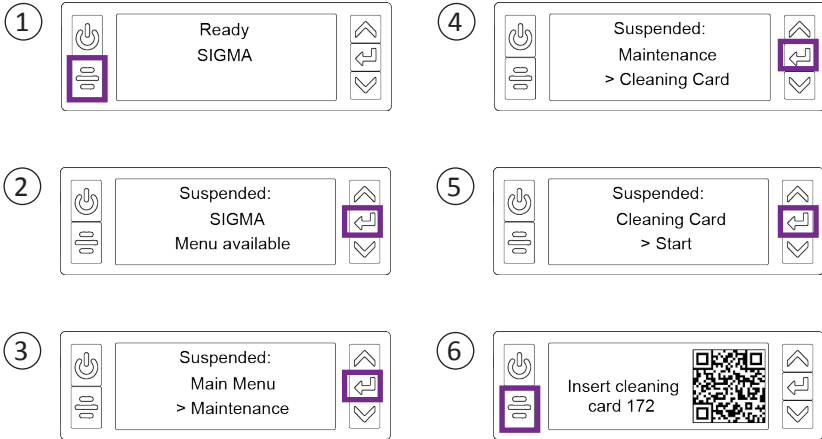 1
Ready
SIGMA
2
Suspended:
SIGMA
Menu available
3
Suspended:
Main Menu
> Maintenance
4
Suspended:
Maintenance
> Cleaning Card
5
Suspended:
Cleaning Card
> Start
6
Insert cleaning
card 172